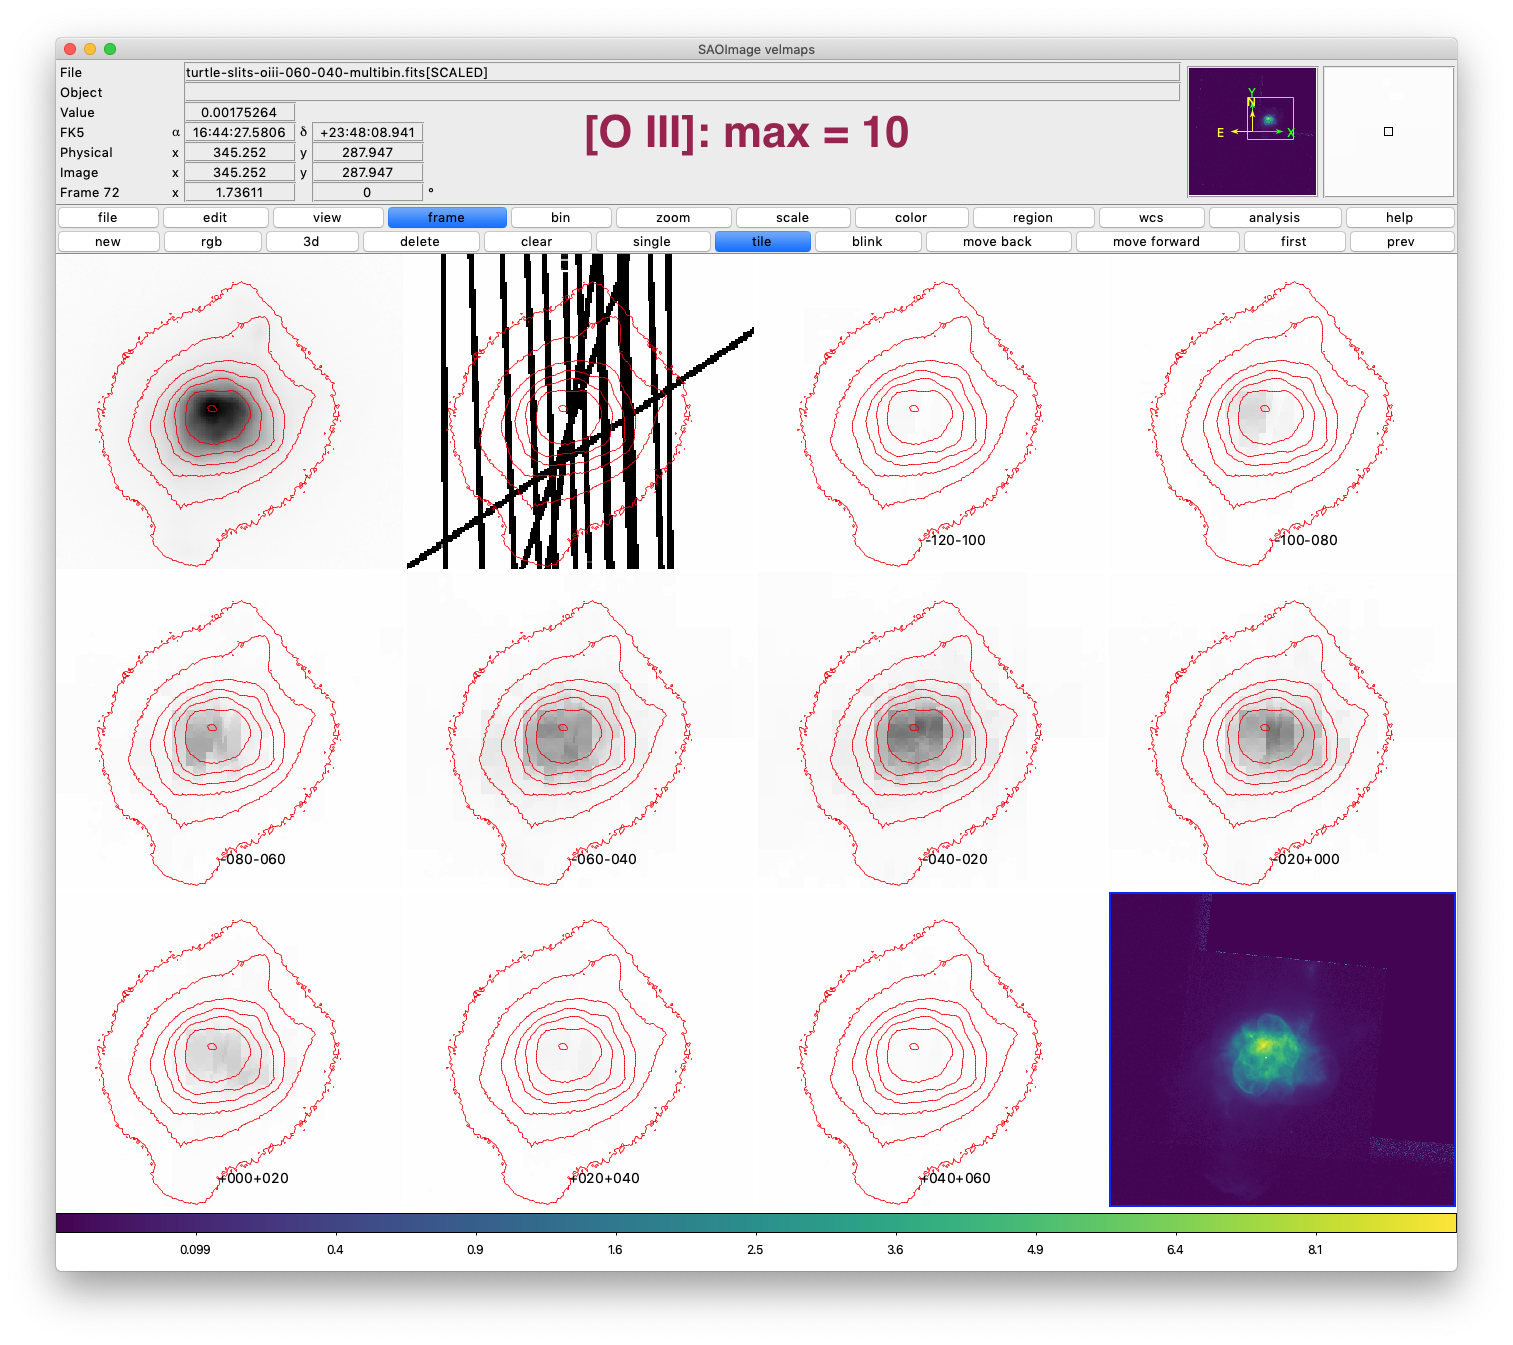 SAOImage velmaps
File turtle-slits-oiii-060-040-multibin.fits[SCALED]
Object
Value 0.00175264
FK5 α 16:44:27.5806 δ +23:48:08.941
Physical x 345.252 y 287.947
Image x 345.252 y 287.947
Frame 72 x 1.73611 0 °
[O III]: max = 10
Y
N
E X
file edit view frame bin zoom scale color region wcs analysis help
new rgb 3d delete clear single tile blink move back move forward first prev
-120-100
-100-080
-080-060
-060-040
-040-020
-020+000
+000+020
+020+040
+040+060
0.099 0.4 0.9 1.6 2.5 3.6 4.9 6.4 8.1